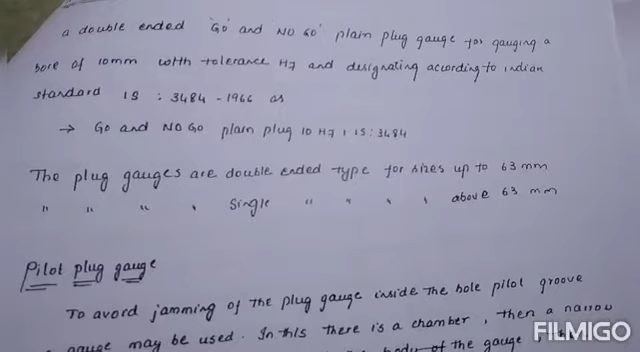 a double ended 'GO' and 'NO GO' plain plug gauge for gauging a
bore of 10mm with tolerance H7 and designating according to indian
standard IS : 3484 - 1966 as
→ GO and NO GO plain plug 10 H7 , IS : 3484
The plug gauges are double ended type for sizes up to 63 mm
" " " , Single " " , , above 63 mm
Pilot plug gauge
To avord jamming of the plug gauge inside the hole pilot groove
gauge may be used. In this there is a chamber, then a narrow
body of the gauge,
FILMIGO